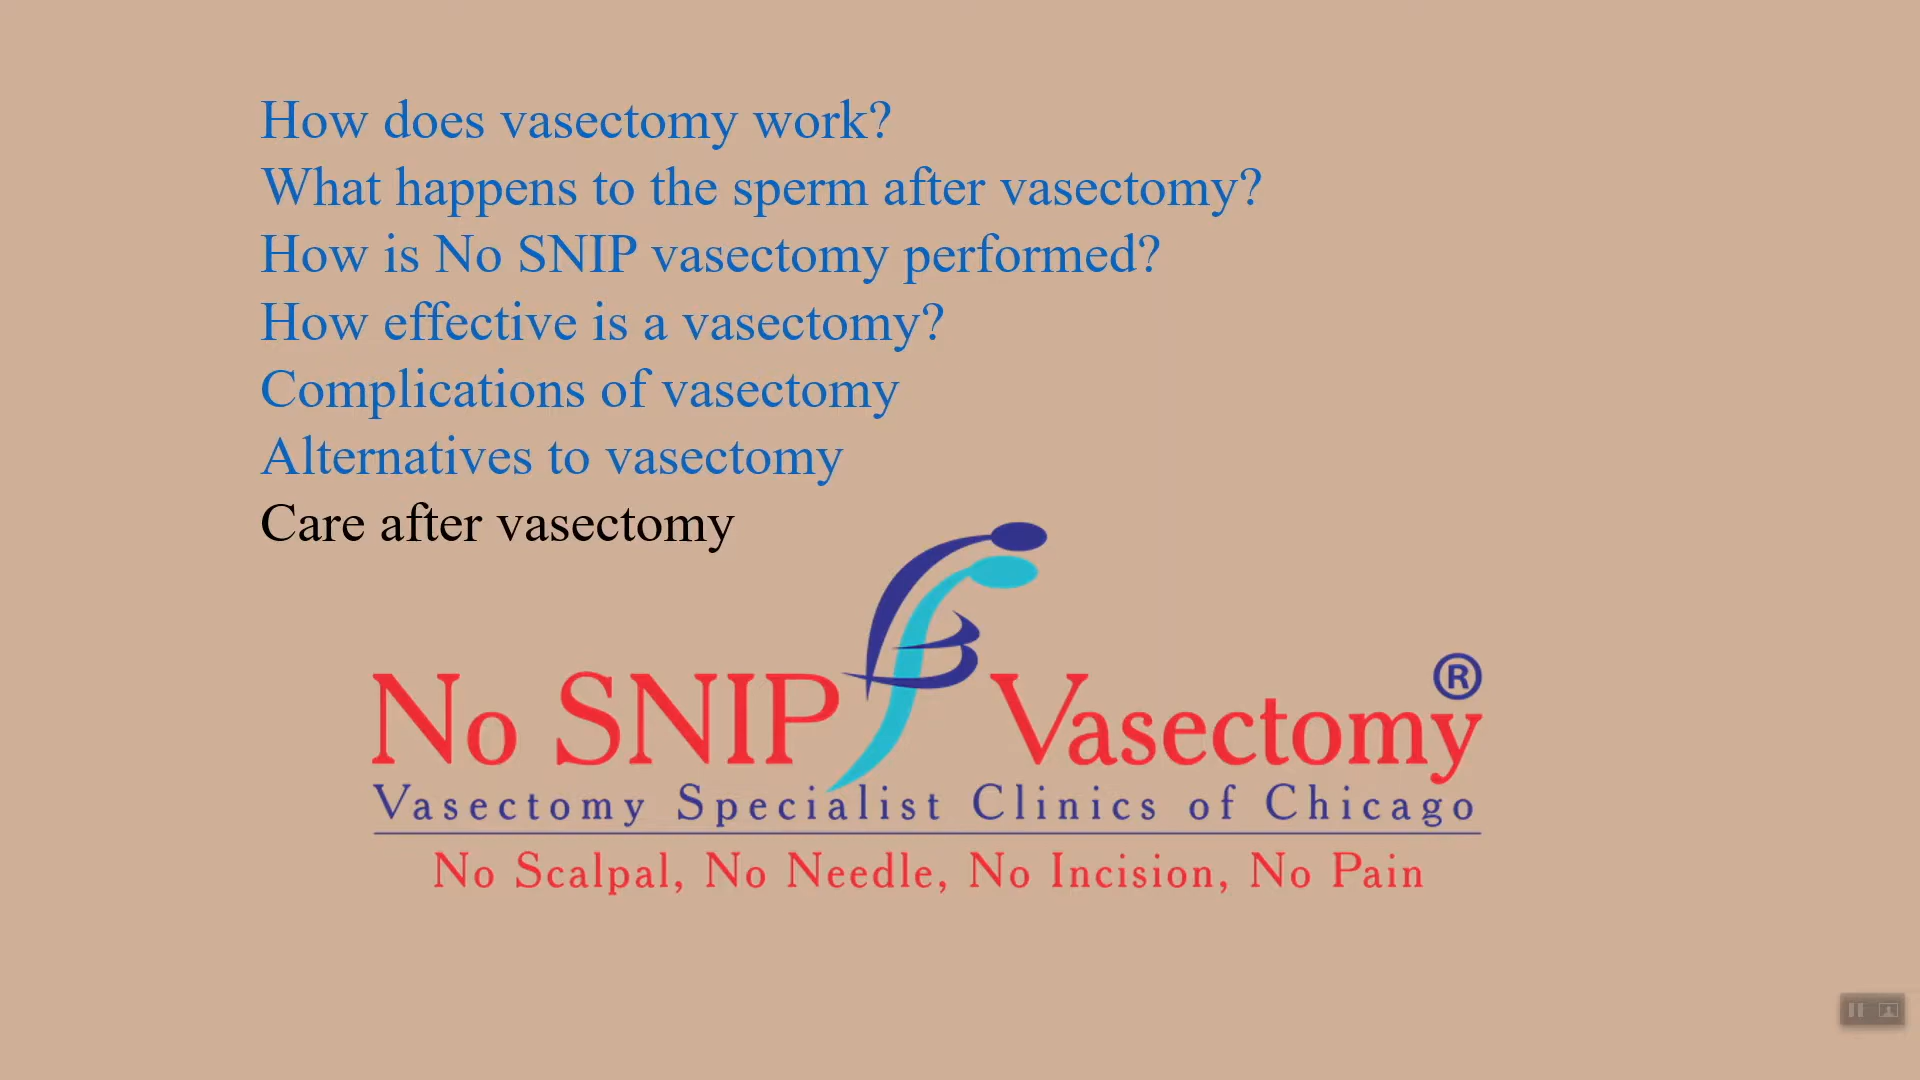 How does vasectomy work?
What happens to the sperm after vasectomy?
How is No SNIP vasectomy performed?
How effective is a vasectomy?
Complications of vasectomy
Alternatives to vasectomy
Care after vasectomy
No SNIP Vasectomy®
Vasectomy Specialist Clinics of Chicago
No Scalpal, No Needle, No Incision, No Pain